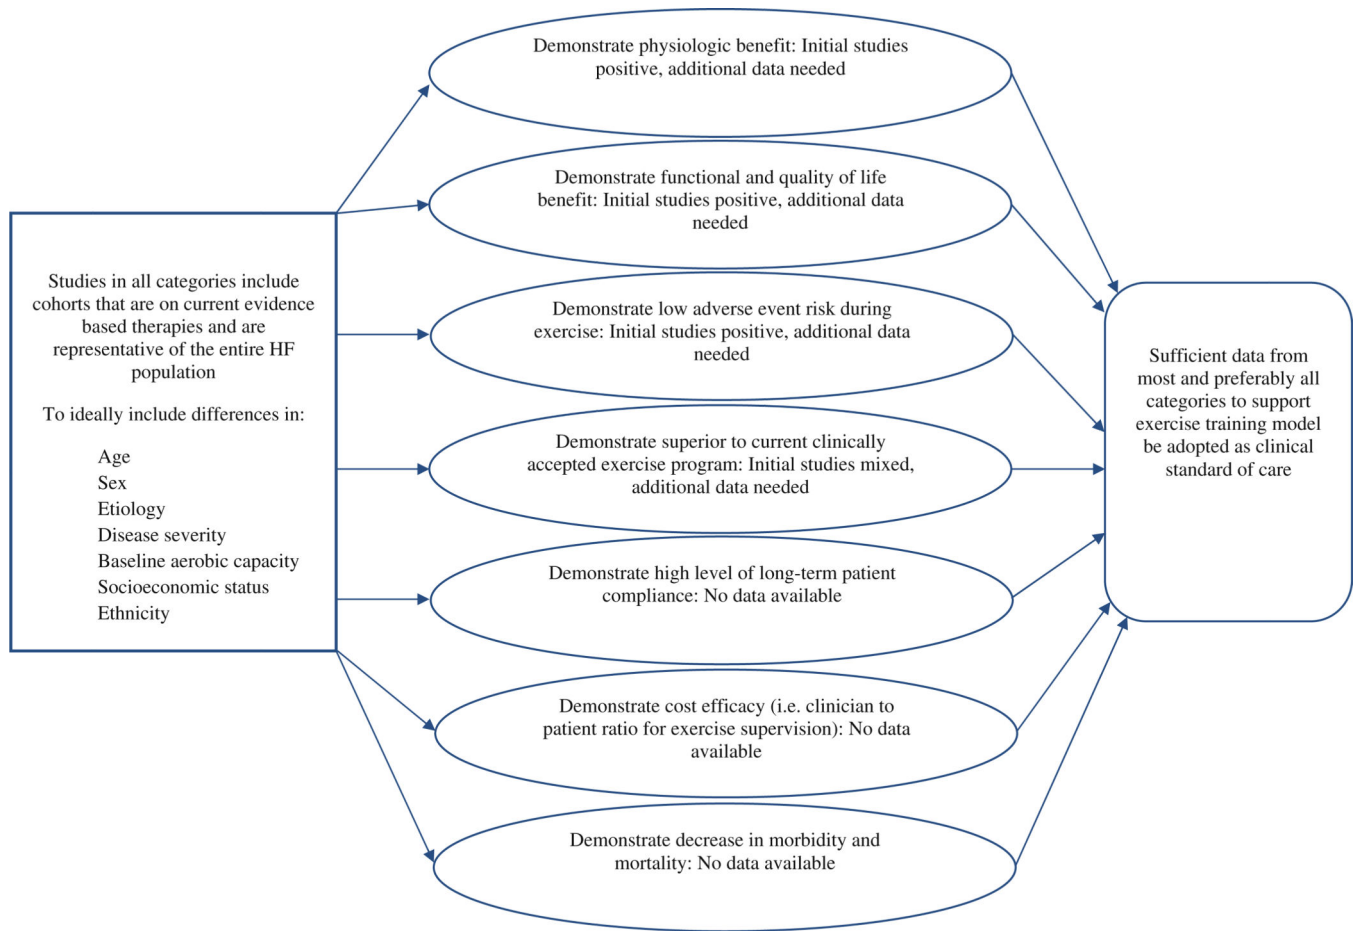 Studies in all categories include
cohorts that are on current evidence
based therapies and are
representative of the entire HF
population
To ideally include differences in:
Age
Sex
Etiology
Disease severity
Baseline aerobic capacity
Socioeconomic status
Ethnicity
Demonstrate physiologic benefit: Initial studies
positive, additional data needed
Demonstrate functional and quality of life
benefit: Initial studies positive, additional data
needed
Demonstrate low adverse event risk during
exercise: Initial studies positive, additional data
needed
Demonstrate superior to current clinically
accepted exercise program: Initial studies mixed,
additional data needed
Demonstrate high level of long-term patient
compliance: No data available
Demonstrate cost efficacy (i.e. clinician to
patient ratio for exercise supervision): No data
available
Demonstrate decrease in morbidity and
mortality: No data available
Sufficient data from
most and preferably all
categories to support
exercise training model
be adopted as clinical
standard of care